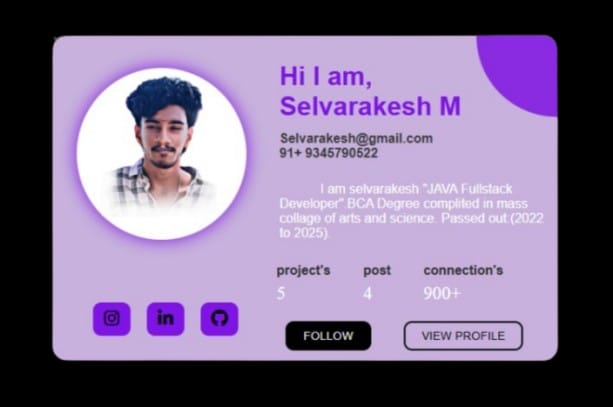 Hi I am,
Selvarakesh M
Selvarakesh@gmail.com
91+ 9345790522
I am selvarakesh "JAVA Fullstack
Developer".BCA Degree complited in mass
collage of arts and science. Passed out (2022
to 2025).
project's post connection's
5 4 900+
in
FOLLOW VIEW PROFILE